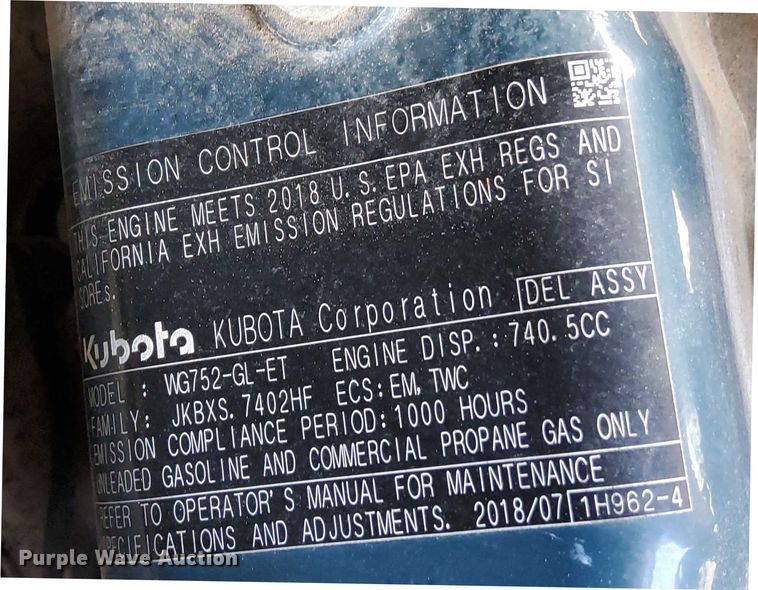 EMISSION CONTROL INFORMATION
THIS ENGINE MEETS 2018 U.S.EPA EXH REGS AND
CALIFORNIA EXH EMISSION REGULATIONS FOR SI
SOREs.
Kubota KUBOTA Corporation DEL ASSY
MODEL : WG752-GL-ET ENGINE DISP.:740.5CC
FAMILY: JKBXS.7402HF ECS:EM,TWC
EMISSION COMPLIANCE PERIOD:1000 HOURS
UNLEADED GASOLINE AND COMMERCIAL PROPANE GAS ONLY
REFER TO OPERATOR'S MANUAL FOR MAINTENANCE
SPECIFICATIONS AND ADJUSTMENTS. 2018/07 1H962-4
Purple Wave Auction